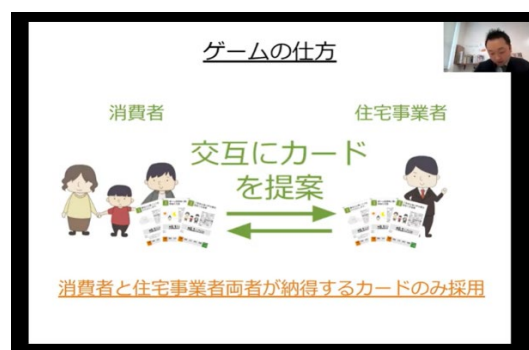 ゲームの仕方
消費者
住宅事業者
交互にカード
を提案
消費者と住宅事業者両者が納得するカードのみ採用